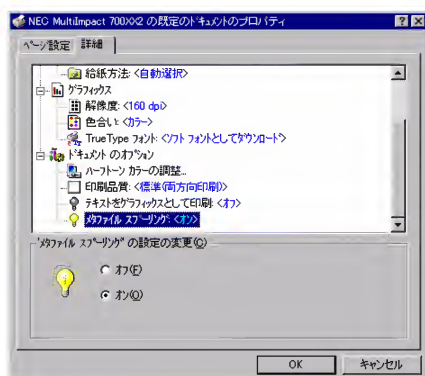 NEC MultiImpact 700XX2 の既定のドキュメントのプロパティ
ページ設定 詳細
給紙方法: <自動選択>
グラフィックス
解像度: <160 dpi>
色合い: <カラー>
TrueType フォント: <ソフト フォントとしてダウンロード>
ドキュメント のオプション
ハーフトーン カラーの調整...
印刷品質: <標準(両方向印刷)>
テキストをグラフィックスとして印刷: <オフ>
メタファイル スプーリング: <オン>
'メタファイル スプーリング' の設定の変更(C)
オフ(F)
オン(O)
OK キャンセル